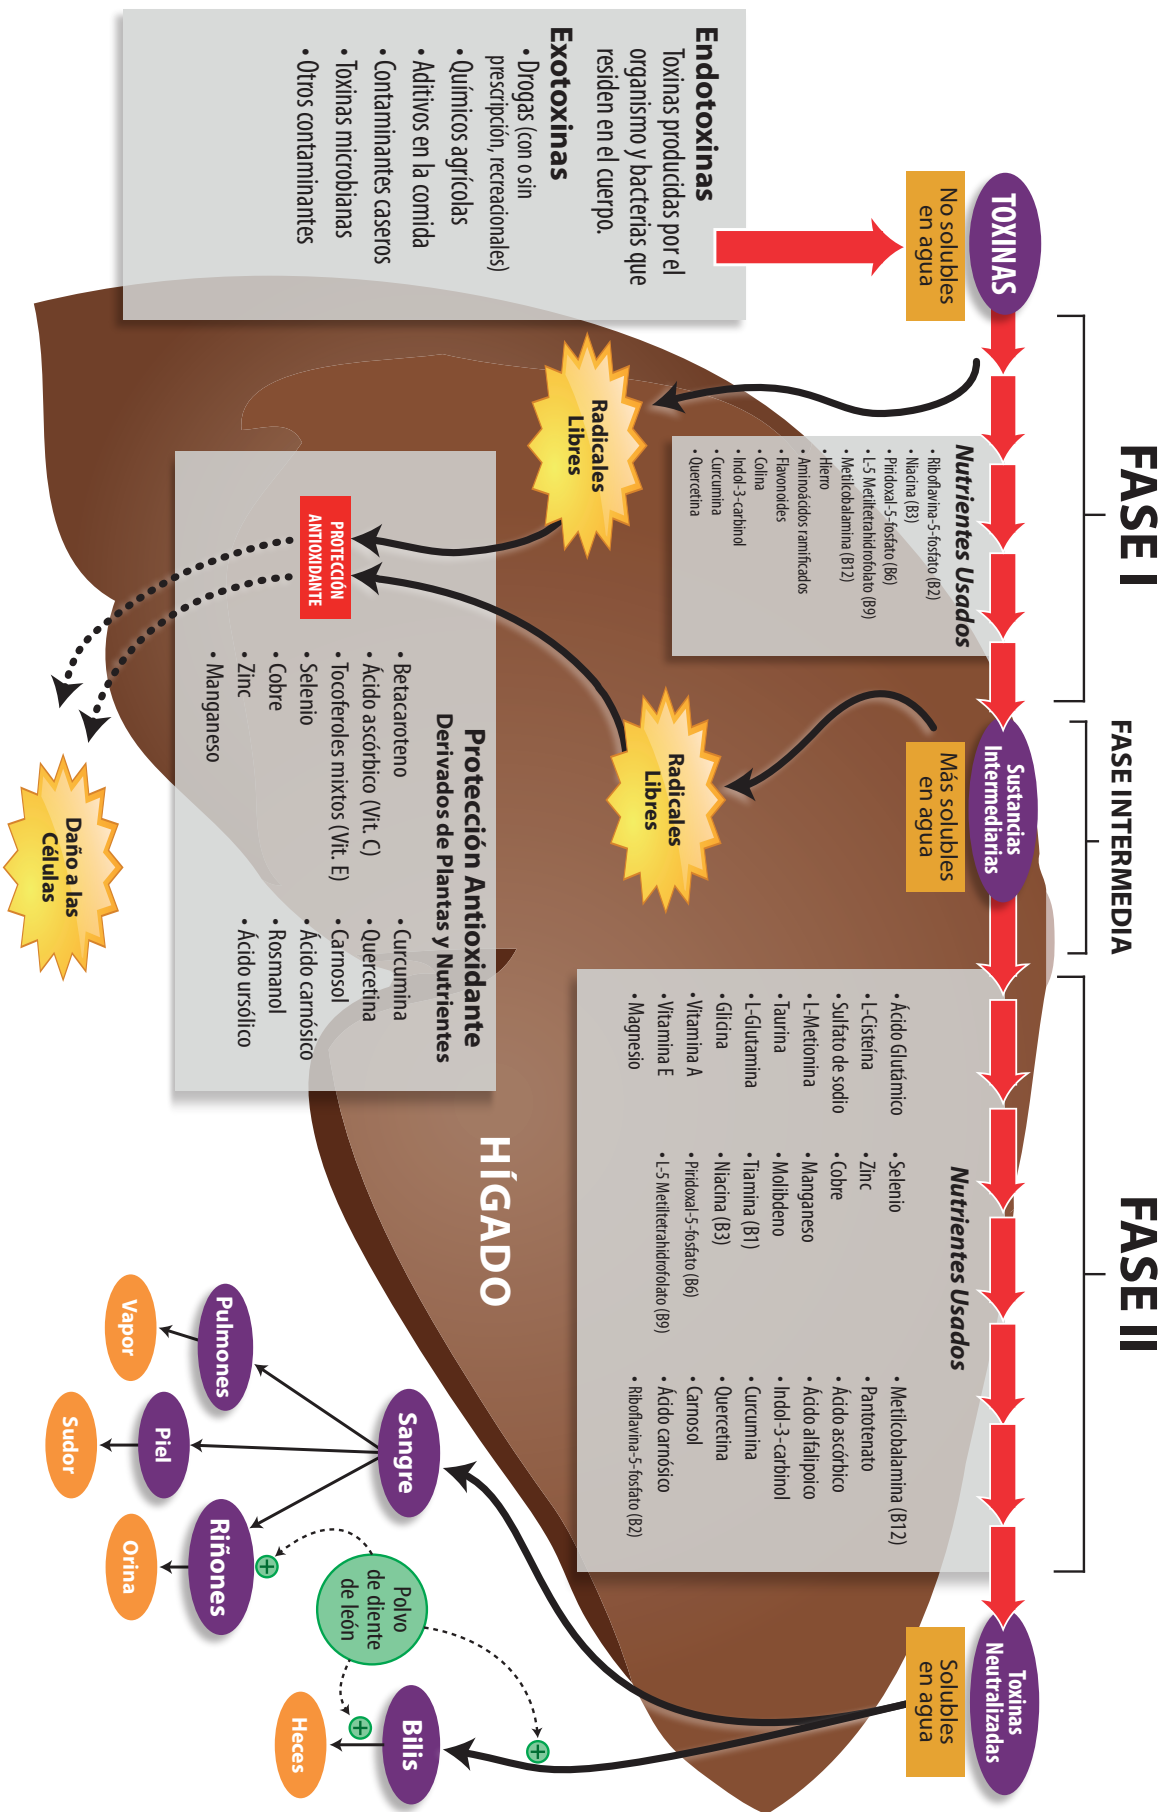 FASE I
FASE INTERMEDIA
FASE II
TOXINAS
No solubles
en agua
Sustancias
Intermediarias
Más solubles
en agua
Toxinas
Neutralizadas
Solubles
en agua
Endotoxinas
Toxinas producidas por el
organismo y bacterias que
residen en el cuerpo.
Exotoxinas
• Drogas (con o sin
prescripción, recreacionales)
• Químicos agrícolas
• Aditivos en la comida
• Contaminantes caseros
• Toxinas microbianas
• Otros contaminantes
Nutrientes Usados
• Riboflavina-5-fosfato (B2)
• Niacina (B3)
• Piridoxal-5-fosfato (B6)
• L-5 Metiltetrahidrofolato (B9)
• Metilcobalamina (B12)
• Hierro
• Aminoácidos ramificados
• Flavonoides
• Colina
• Indol-3-carbinol
• Curcumina
• Quercetina
Radicales
Libres
Radicales
Libres
Nutrientes Usados
• Ácido Glutámico
• L-Cisteína
• Sulfato de sodio
• L-Metionina
• Taurina
• L-Glutamina
• Glicina
• Vitamina A
• Vitamina E
• Magnesio
• Selenio
• Zinc
• Cobre
• Manganeso
• Molibdeno
• Tiamina (B1)
• Niacina (B3)
• Piridoxal-5-fosfato (B6)
• L-5 Metiltetrahidrofolato (B9)
• Metilcobalamina (B12)
• Pantotenato
• Ácido ascórbico
• Ácido alfalipoico
• Indol-3-carbinol
• Curcumina
• Quercetina
• Carnosol
• Ácido carnósico
• Riboflavina-5-fosfato (B2)
PROTECCIÓN
ANTIOXIDANTE
Protección Antioxidante
Derivados de Plantas y Nutrientes
• Betacaroteno
• Ácido ascórbico (Vit. C)
• Tocoferoles mixtos (Vit. E)
• Selenio
• Cobre
• Zinc
• Manganeso
• Curcumina
• Quercetina
• Carnosol
• Ácido carnósico
• Rosmanol
• Ácido ursólico
Daño a las
Células
HÍGADO
Sangre
Bilis
Polvo
de diente
de león
+
+
+
Pulmones
Piel
Riñones
Vapor
Sudor
Orina
Heces